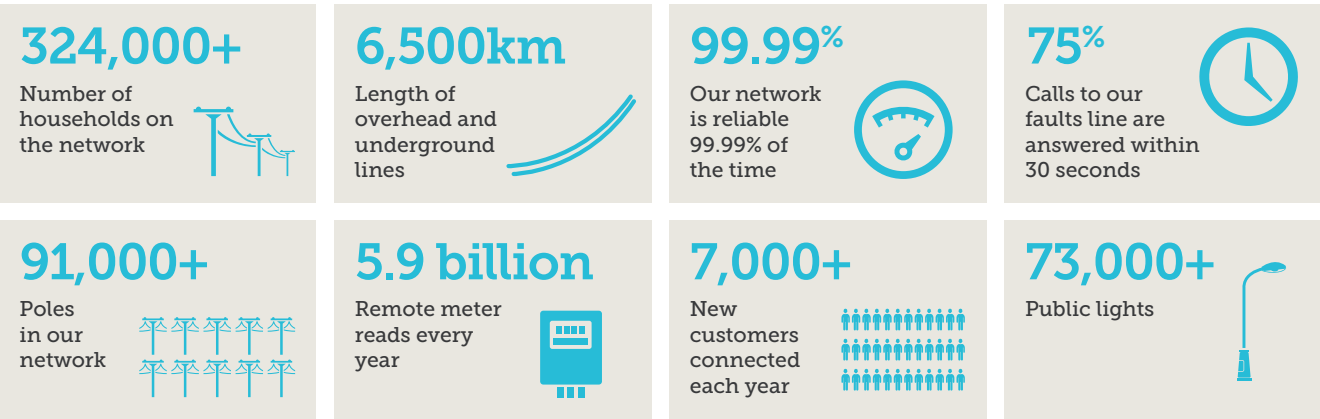 324,000+
Number of
households on
the network
6,500km
Length of
overhead and
underground
lines
99.99%
Our network
is reliable
99.99% of
the time
75%
Calls to our
faults line are
answered within
30 seconds
91,000+
Poles
in our
network
5.9 billion
Remote meter
reads every
year
7,000+
New
customers
connected
each year
73,000+
Public lights